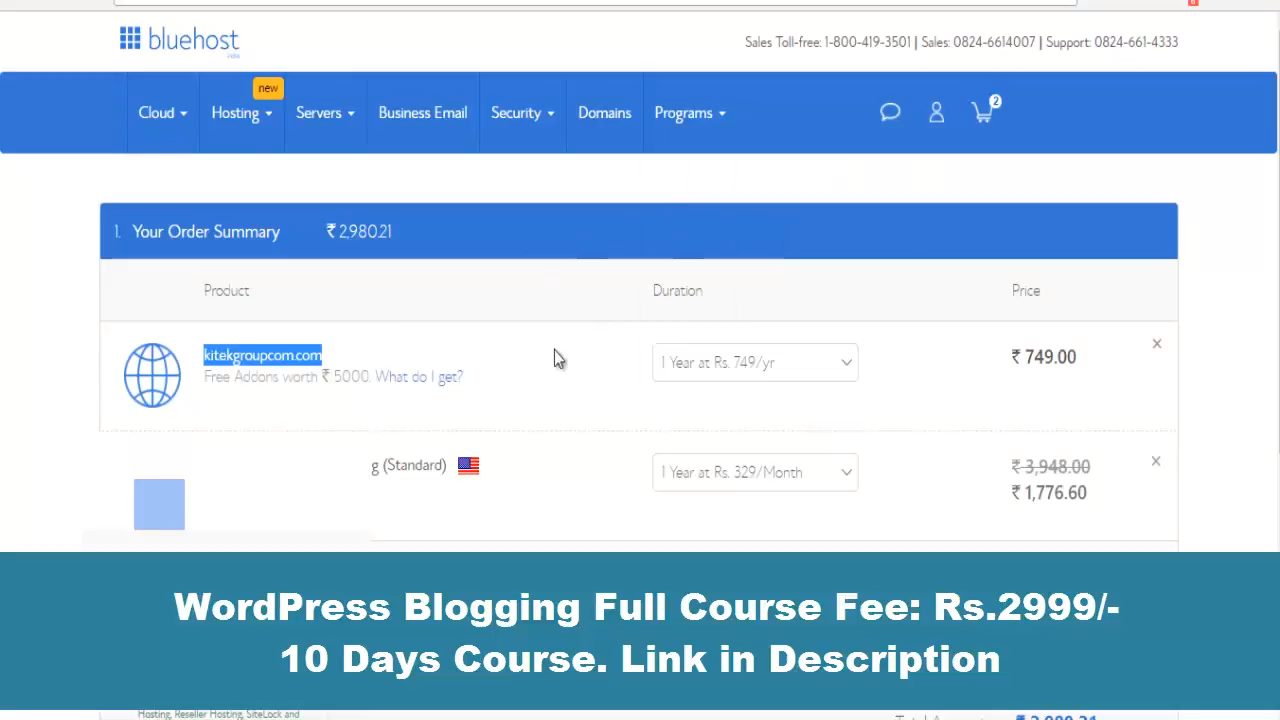 bluehost
india
Sales Toll-free: 1-800-419-3501 | Sales: 0824-6614007 | Support: 0824-661-4333
new
Cloud Hosting Servers Business Email Security Domains Programs 2
1. Your Order Summary ₹ 2,980.21
Product Duration Price
kitekgroupcom.com 1 Year at Rs. 749/yr ₹ 749.00
Free Addons worth ₹ 5000. What do I get?
g (Standard) 1 Year at Rs. 329/Month ₹ 3,948.00
₹ 1,776.60
WordPress Blogging Full Course Fee: Rs.2999/-
10 Days Course. Link in Description
Hosting, Reseller Hosting, SiteLock and